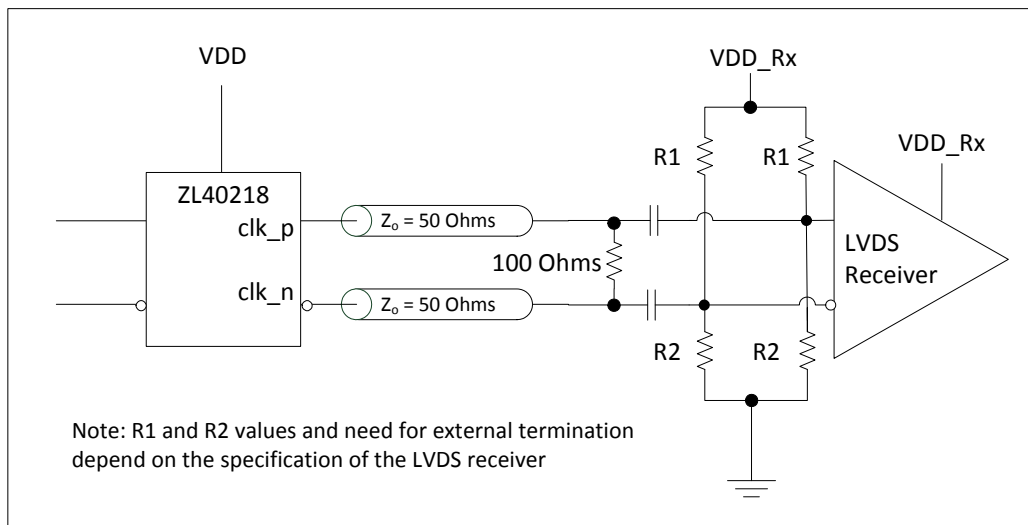 VDD
VDD_Rx
VDD_Rx
R1
R1
ZL40218
clk_p
Zo = 50 Ohms
LVDS
Receiver
100 Ohms
clk_n
Zo = 50 Ohms
R2
R2
Note: R1 and R2 values and need for external termination
depend on the specification of the LVDS receiver